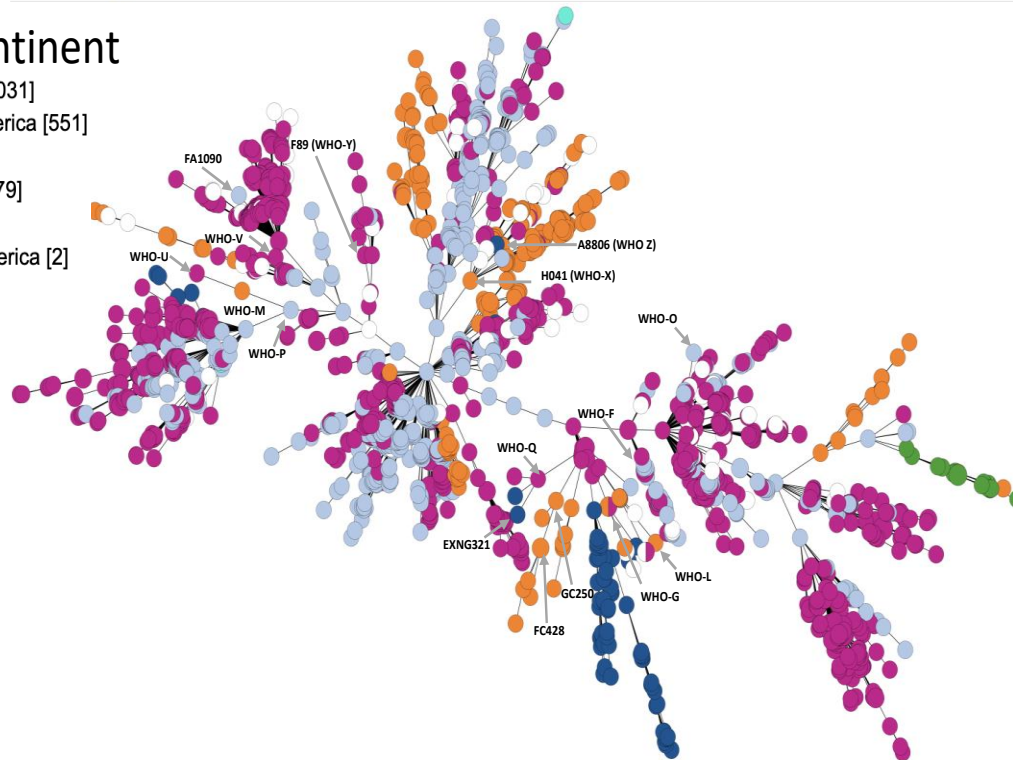 ntinent
031]
erica [551]
79]
erica [2]
F89 (WHO-Y)
FA1090
WHO-V
WHO-U
A8806 (WHO Z)
H041 (WHO-X)
WHO-M
WHO-O
WHO-P
WHO-F
WHO-Q
EXNG321
WHO-L
GC250
WHO-G
FC428